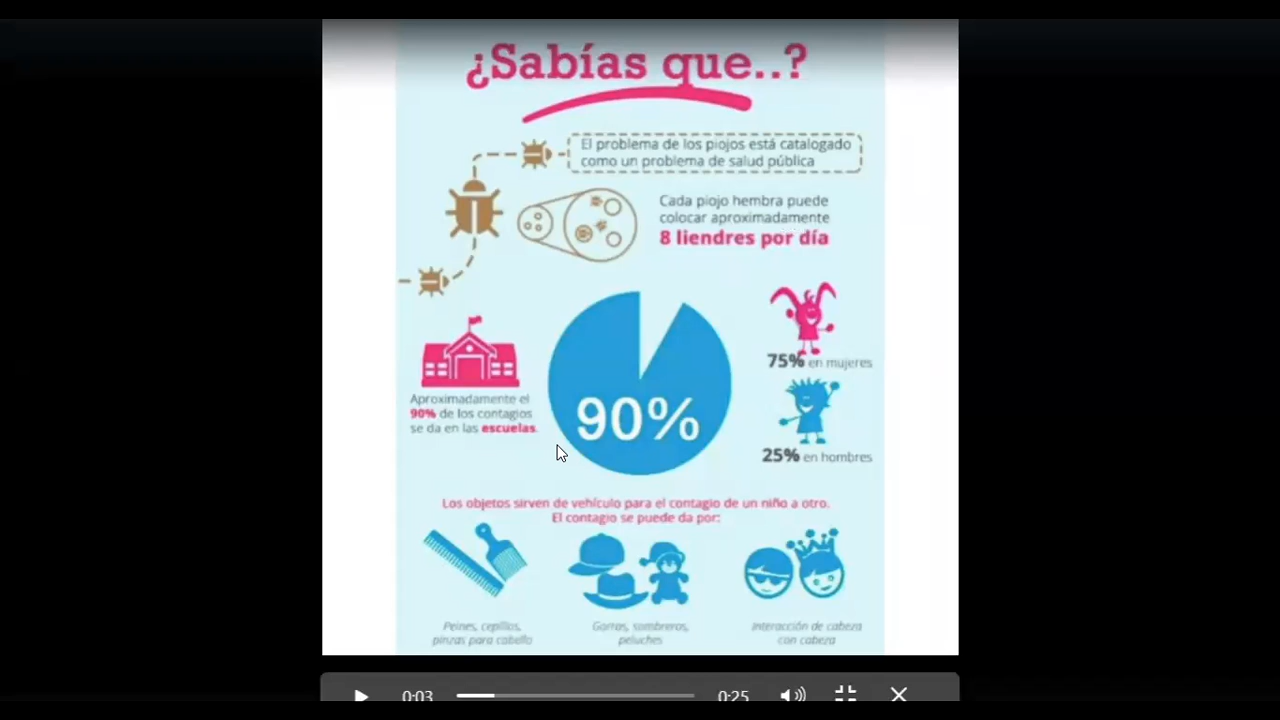 ¿Sabías que..?
El problema de los piojos está catalogado
como un problema de salud pública
Cada piojo hembra puede
colocar aproximadamente
8 liendres por día
75% en mujeres
Aproximadamente el
90% de los contagios
se da en las escuelas.
90%
25% en hombres
Los objetos sirven de vehículo para el contagio de un niño a otro.
El contagio se puede da por:
Peines, cepillos,
pinzas para cabello
Gorras, sombreros,
peluches
Interacción de cabeza
con cabeza
0:03
0:25